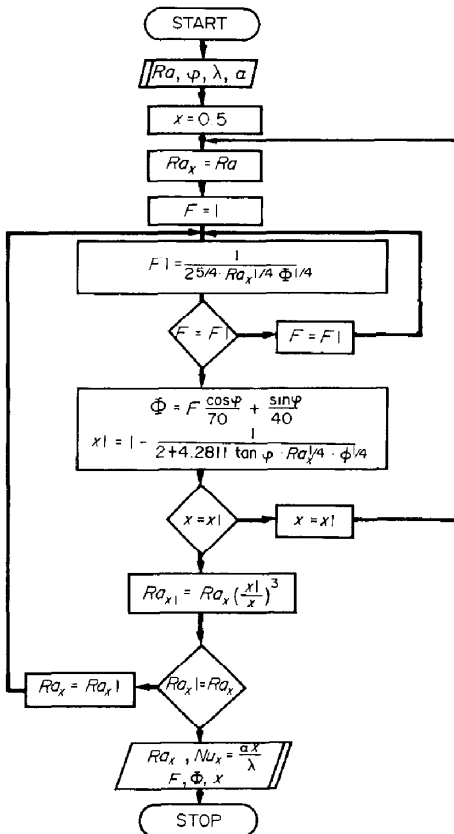 START
Ra, φ, λ, α
x = 0.5
Ra_x = Ra
F = 1
F1 = 1 / (2^5/4 · Ra_x^1/4 Φ^1/4)
F = F1
F = F1
Φ = F cosφ/70 + sinφ/40
x1 = 1 - 1 / (2+4.2811 tan φ · Ra_x^1/4 · ϕ^1/4)
x = x1
x = x1
Ra_x1 = Ra_x (x1/x)^3
Ra_x = Ra_x1
Ra_x1 = Ra_x
Ra_x , Nu_x = αx/λ
F, Φ, x
STOP